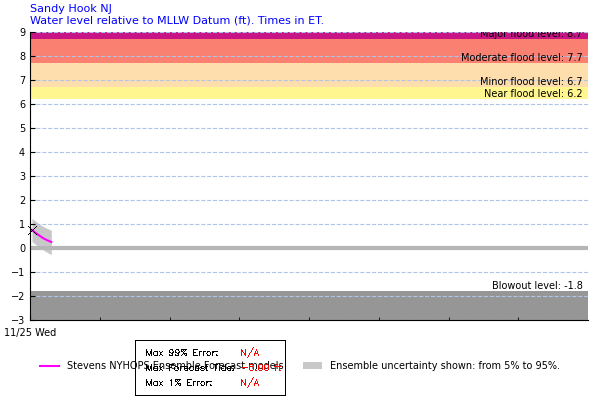 Sandy Hook NJ
Water level relative to MLLW Datum (ft). Times in ET.
9
Major flood level: 8.7
8
Moderate flood level: 7.7
7
Minor flood level: 6.7
Near flood level: 6.2
6
5
4
3
2
1
0
−1
Blowout level: -1.8
−2
−3
11/25 Wed
Max 99% Error: N/A
Stevens NYHOPS Ensemble Forecast models
Max Forecast Tide:
Ensemble uncertainty shown: from 5% to 95%.
Max 1% Error: N/A